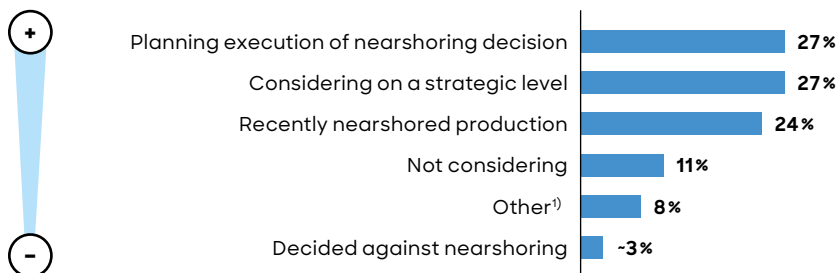 +
Planning execution of nearshoring decision 27%
Considering on a strategic level 27%
Recently nearshored production 24%
Not considering 11%
Other¹⁾ 8%
Decided against nearshoring ~3%
–